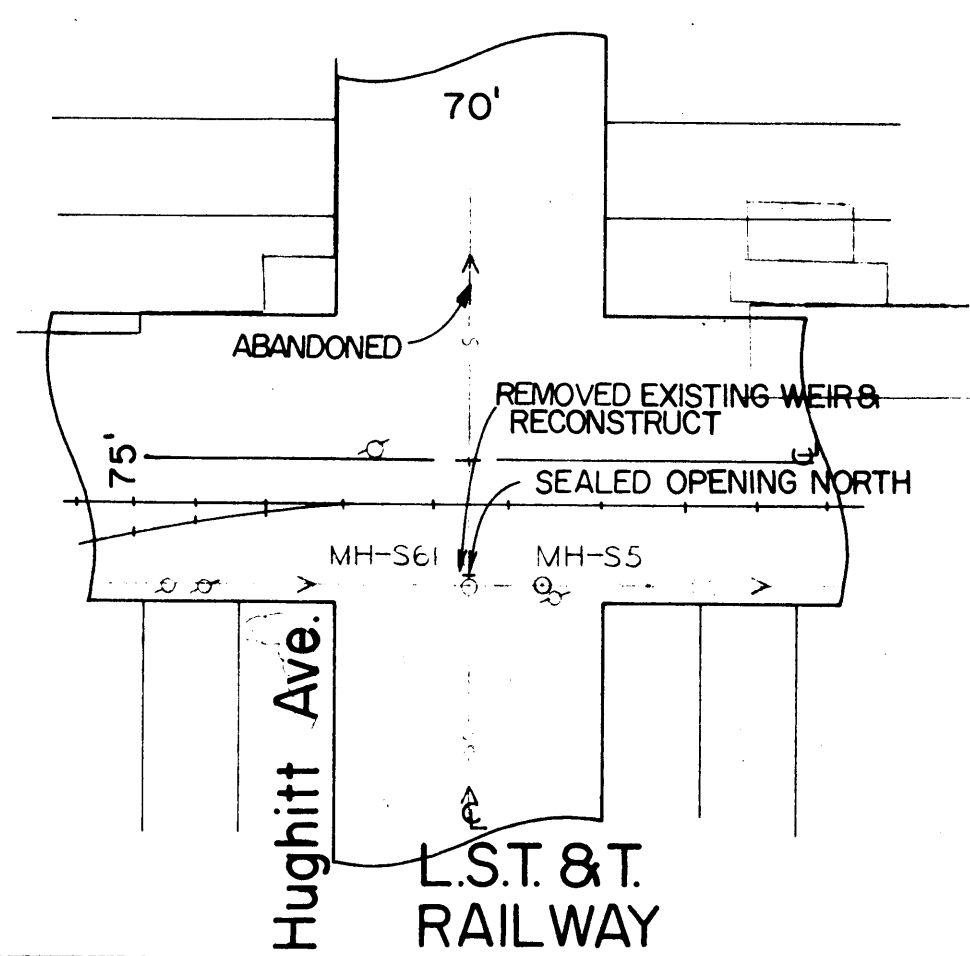 70'
ABANDONED
REMOVED EXISTING WEIR &
RECONSTRUCT
75'
℄
SEALED OPENING NORTH
MH-S61
MH-S5
S
S
Hughitt Ave.
℄
L.S.T. & T.
RAILWAY